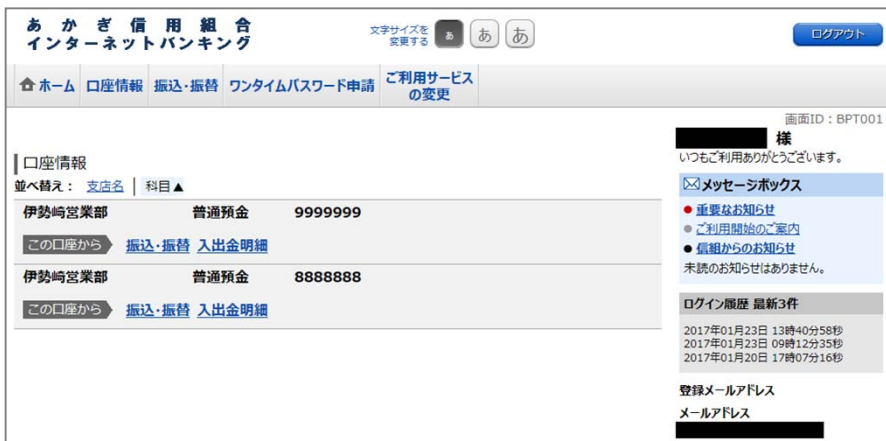 あかぎ信用組合
インターネットバンキング
文字サイズを
変更する
あ
あ
あ
ログアウト
ホーム 口座情報 振込・振替 ワンタイムパスワード申請 ご利用サービス
の変更
画面ID：BPT001
様
いつもご利用ありがとうございます。
口座情報
並べ替え： 支店名 | 科目▲
伊勢崎営業部 普通預金 9999999
この口座から 振込・振替 入出金明細
伊勢崎営業部 普通預金 8888888
この口座から 振込・振替 入出金明細
メッセージボックス
重要なお知らせ
ご利用開始のご案内
信組からのお知らせ
未読のお知らせはありません。
ログイン履歴 最新3件
2017年01月23日 13時40分58秒
2017年01月23日 09時12分35秒
2017年01月20日 17時07分16秒
登録メールアドレス
メールアドレス